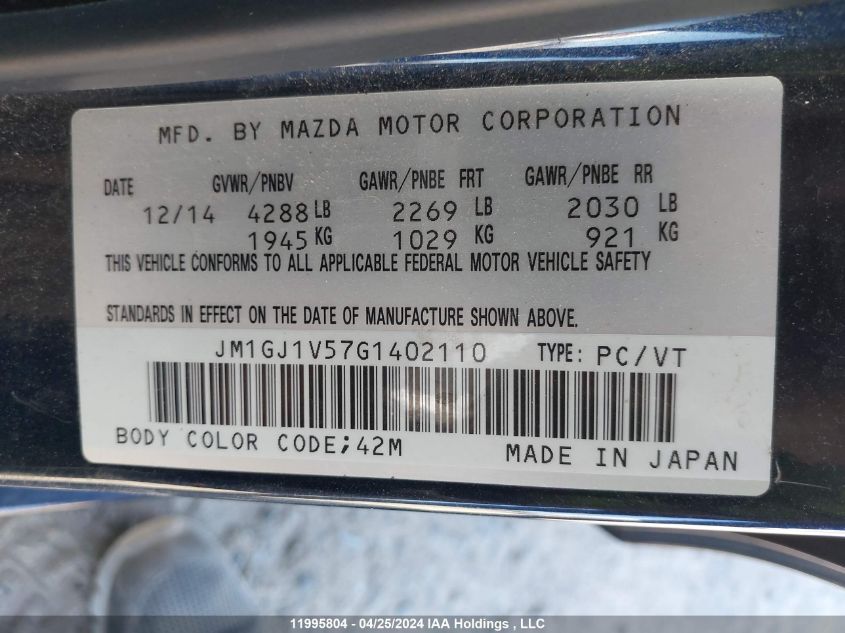 MFD. BY MAZDA MOTOR CORPORATION
DATE GVWR/PNBV GAWR/PNBE FRT GAWR/PNBE RR
12/14 4288 LB 2269 LB 2030 LB
1945 KG 1029 KG 921 KG
THIS VEHICLE CONFORMS TO ALL APPLICABLE FEDERAL MOTOR VEHICLE SAFETY
STANDARDS IN EFFECT ON THE DATE OF MANUFACTURE SHOWN ABOVE.
JM1GJ1V57G1402110 TYPE: PC/VT
BODY COLOR CODE;42M MADE IN JAPAN
11995804 - 04/25/2024 IAA Holdings , LLC